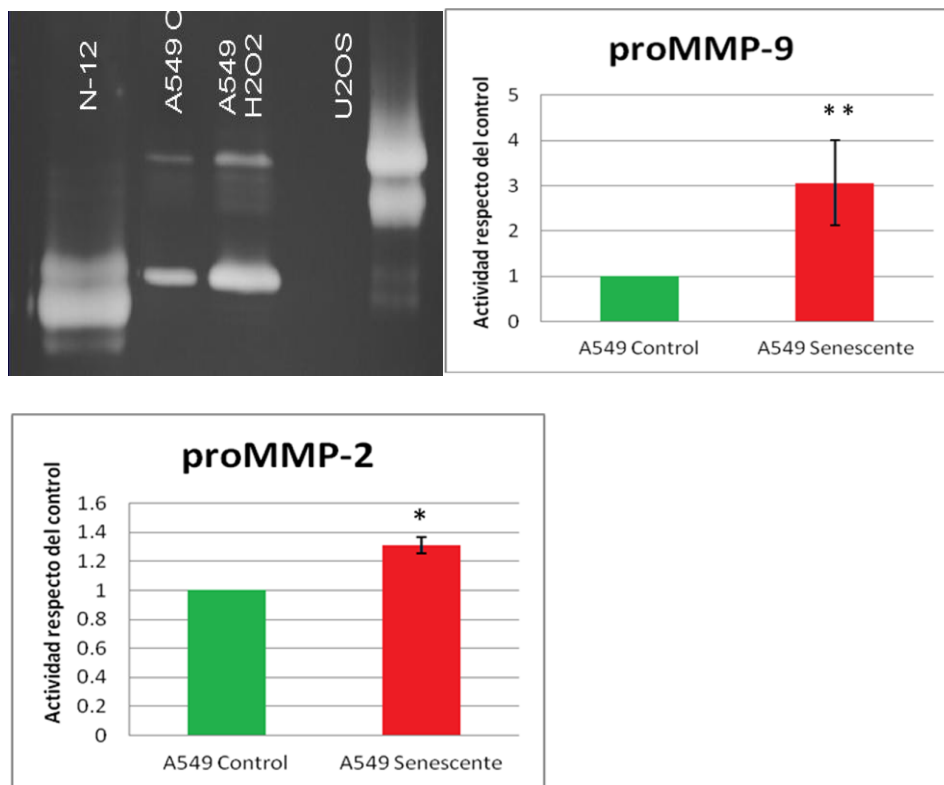 N-12
A549 C
A549
H2O2
U2OS
proMMP-9
Actividad respecto del control
5
4
3
2
1
0
**
A549 Control
A549 Senescente
proMMP-2
Actividad respecto del control
1.6
1.4
1.2
1
0.8
0.6
0.4
0.2
0
*
A549 Control
A549 Senescente